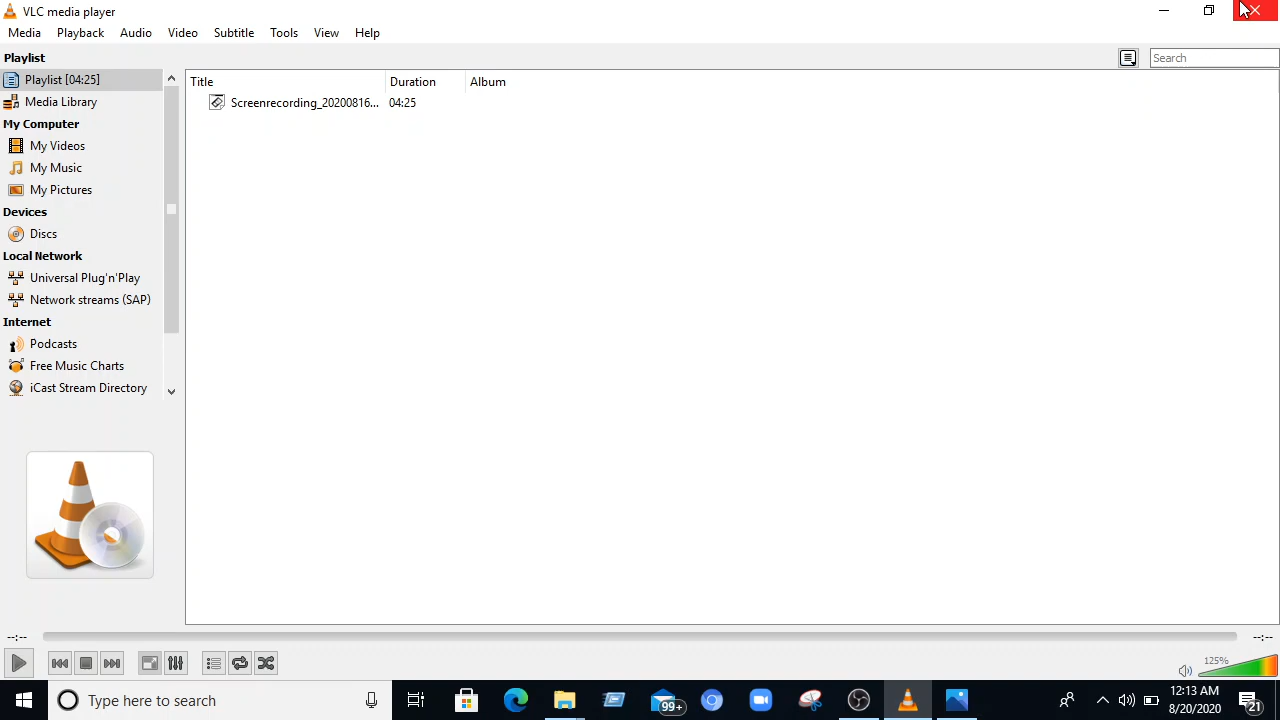 VLC media player
Media Playback Audio Video Subtitle Tools View Help
Playlist
Search
Playlist [04:25]
Media Library
My Computer
My Videos
My Music
My Pictures
Devices
Discs
Local Network
Universal Plug'n'Play
Network streams (SAP)
Internet
Podcasts
Free Music Charts
iCast Stream Directory
Title Duration Album
Screenrecording_20200816... 04:25
--:-- --:--
125%
Type here to search
99+
12:13 AM
8/20/2020
21